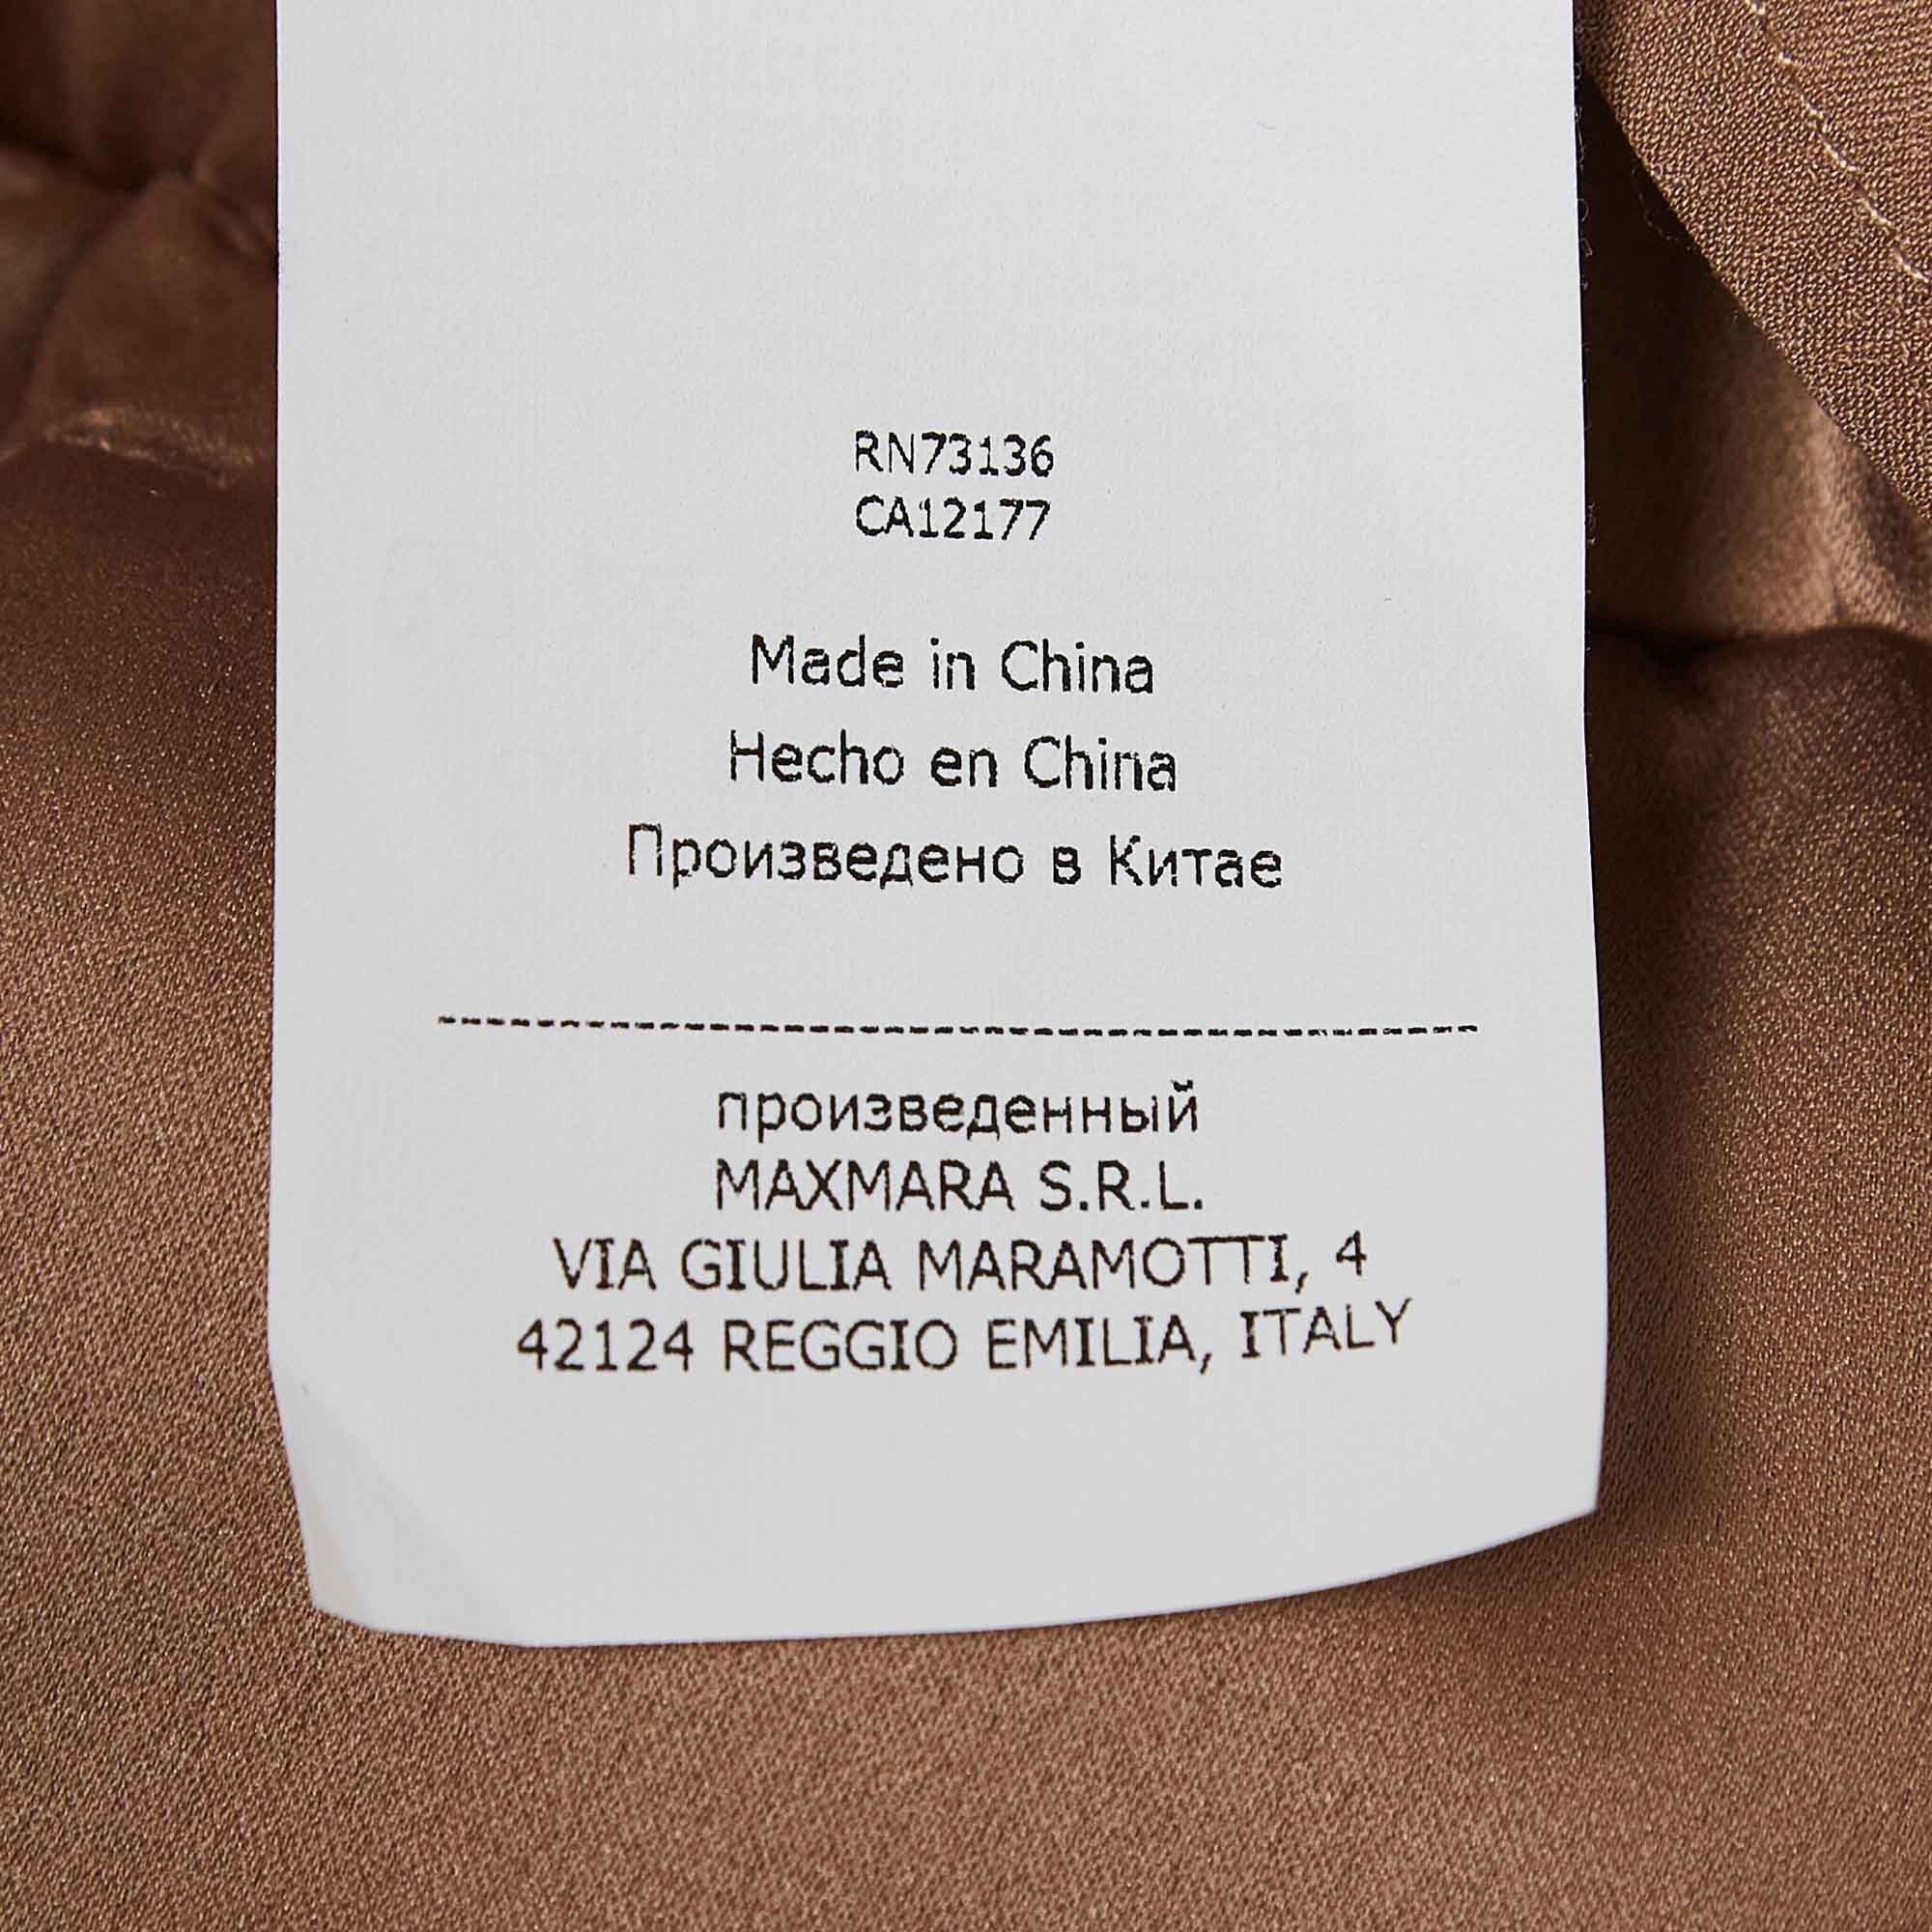 RN73136
CA12177
Made in China
Hecho en China
Произведено в Китае
произведенный
MAXMARA S.R.L.
VIA GIULIA MARAMOTTI, 4
42124 REGGIO EMILIA, ITALY